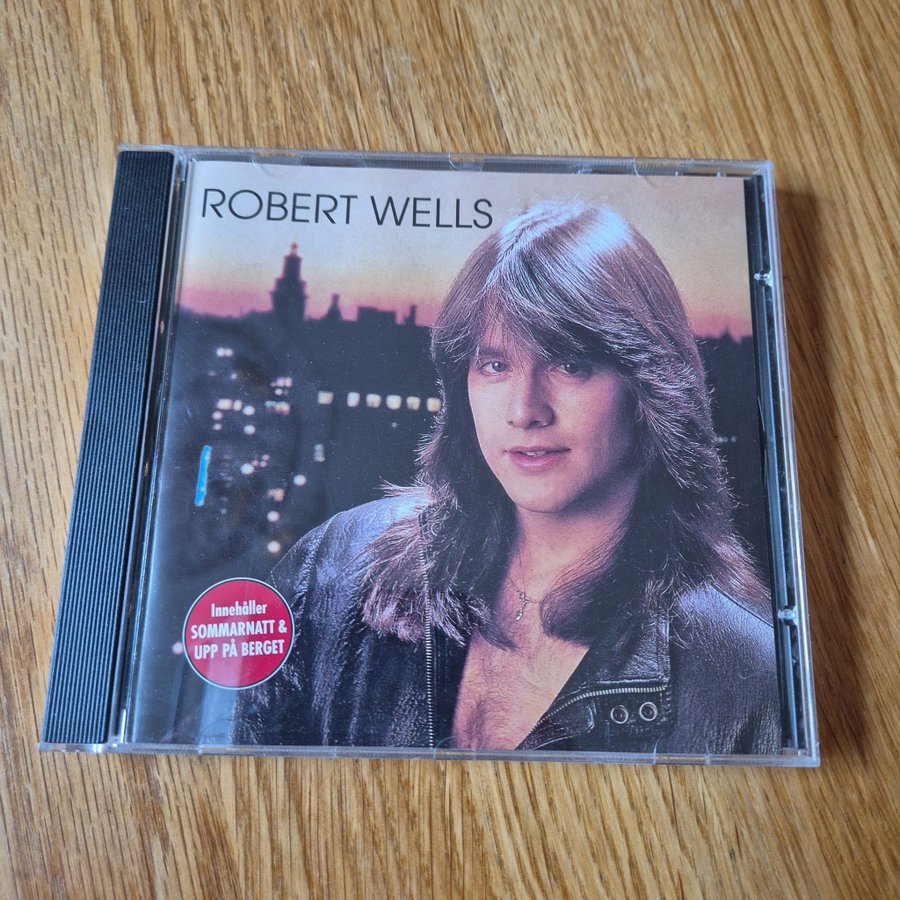 ROBERT WELLS
Innehåller
SOMMARNATT &
UPP PÅ BERGET